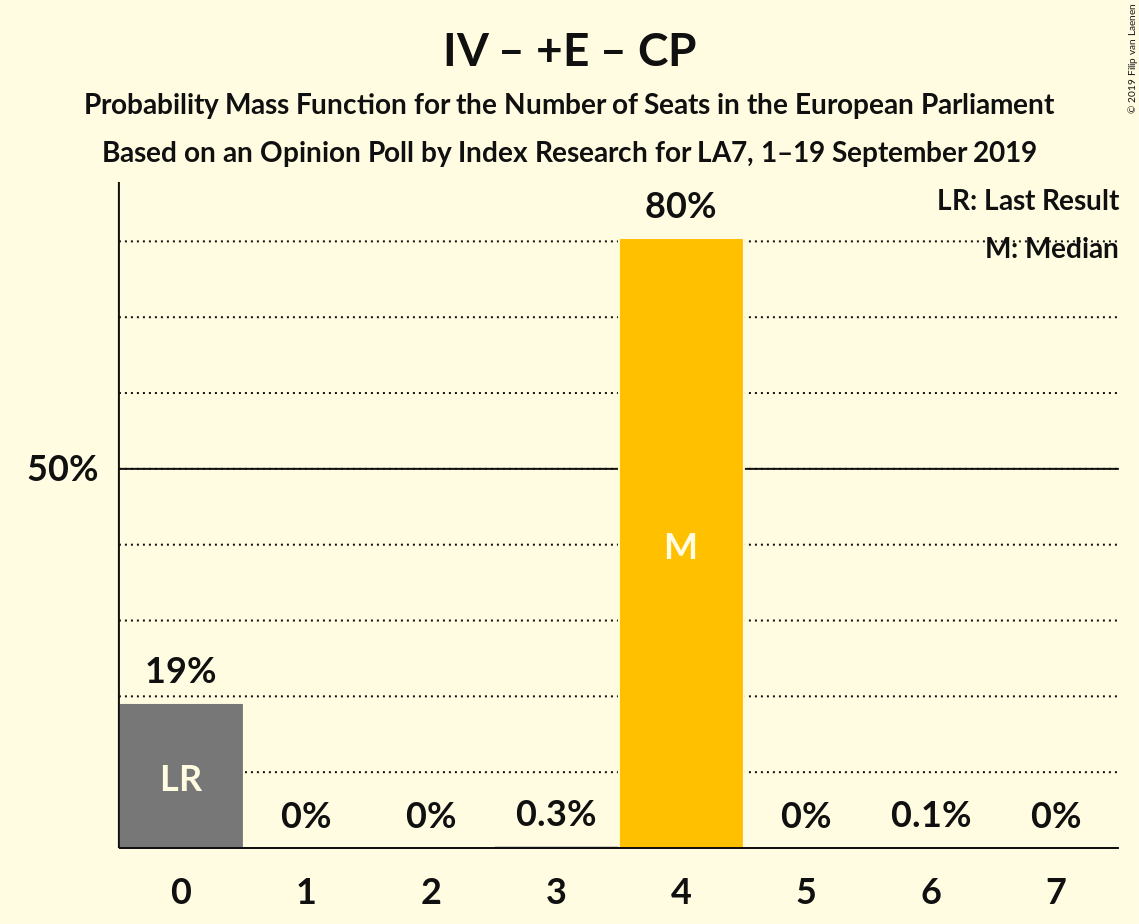 IV – +E – CP
Probability Mass Function for the Number of Seats in the European Parliament
Based on an Opinion Poll by Index Research for LA7, 1–19 September 2019
© 2019 Filip van Laenen
LR: Last Result
M: Median
80%
50%
M
19%
LR
0%
0%
0.3%
0%
0.1%
0%
0 1 2 3 4 5 6 7